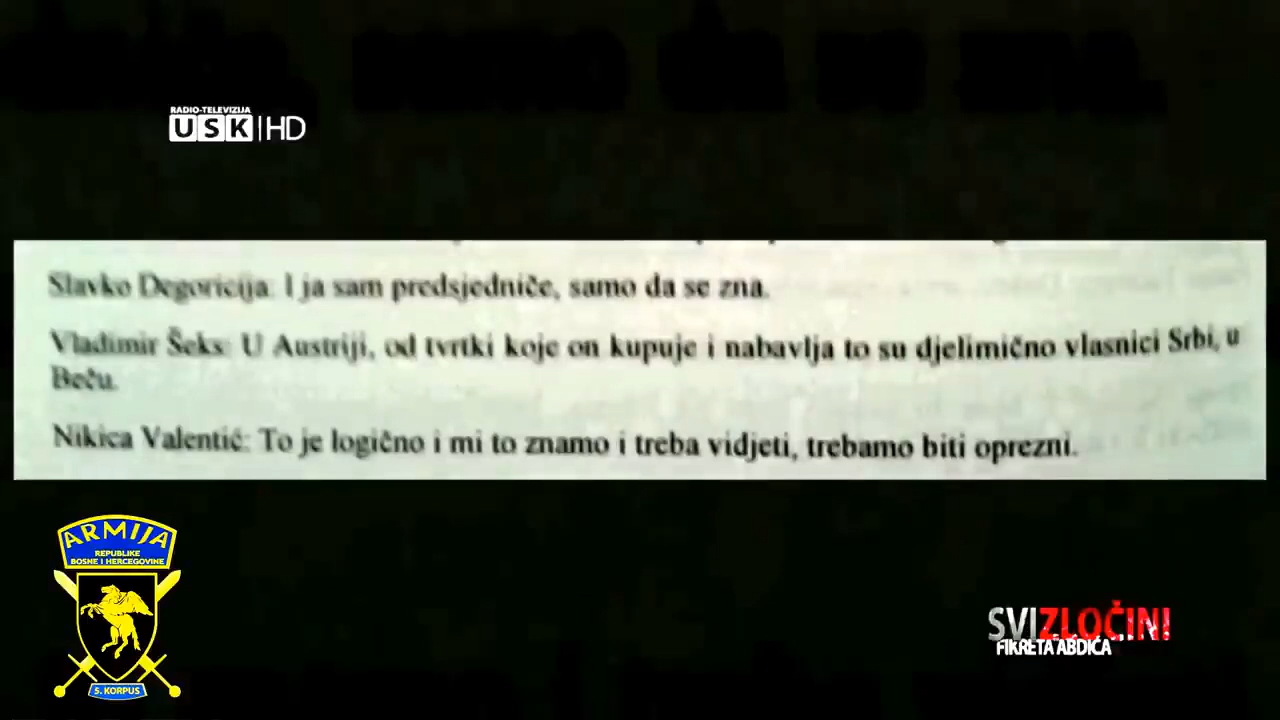 RADIO-TELEVIZIJA
USK|HD
Slavko Degoricija: I ja sam predsjedniče, samo da se zna.
Vladimir Šeks: U Austriji, od tvrtki koje on kupuje i nabavlja to su djelimično vlasnici Srbi, u
Beču.
Nikica Valentić: To je logično i mi to znamo i treba vidjeti, trebamo biti oprezni.
ARMIJA
REPUBLIKE
BOSNE I HERCEGOVINE
5. KORPUS
SVI ZLOČINI
FIKRETA ABDIĆA